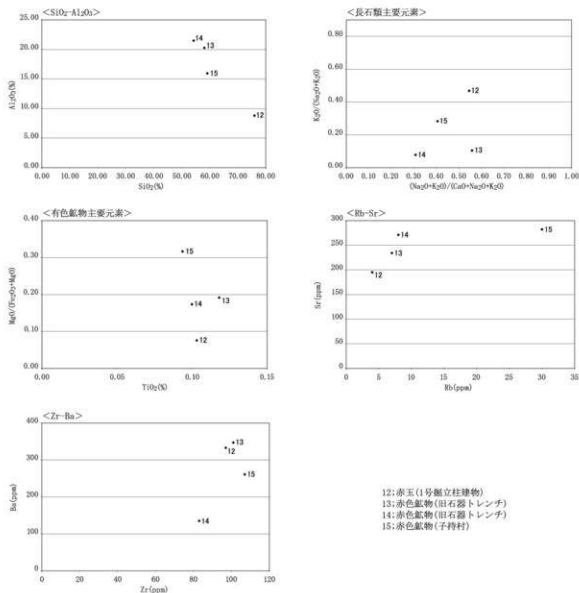 <SiO₂-Al₂O₃>
25.00
20.00
15.00
10.00
5.00
0.00
Al₂O₃(%)
14
13
15
12
0.00 10.00 20.00 30.00 40.00 50.00 60.00 70.00 80.00
SiO₂(%)
<長石類主要元素>
0.80
0.60
0.40
0.20
0.00
K₂O/(Na₂O+K₂O)
12
15
13
14
0.00 0.10 0.20 0.30 0.40 0.50 0.60 0.70 0.80 0.90 1.00
(Na₂O+K₂O)/(CaO+Na₂O+K₂O)
<有色鉱物主要元素>
0.40
0.30
0.20
0.10
0.00
MgO/(Fe₂O₃+MgO)
15
13
14
12
0.00 0.05 0.10 0.15
TiO₂(%)
<Rb-Sr>
300
250
200
150
100
50
0
Sr(ppm)
15
14
13
12
0 5 10 15 20 25 30 35
Rb(ppm)
<Zr-Ba>
400
300
200
100
0
Ba(ppm)
13
12
15
14
0 20 40 60 80 100 120
Zr(ppm)
12;赤玉(1号掘立柱建物)
13;赤色鉱物(旧石器トレンチ)
14;赤色鉱物(旧石器トレンチ)
15;赤色鉱物(子持村)